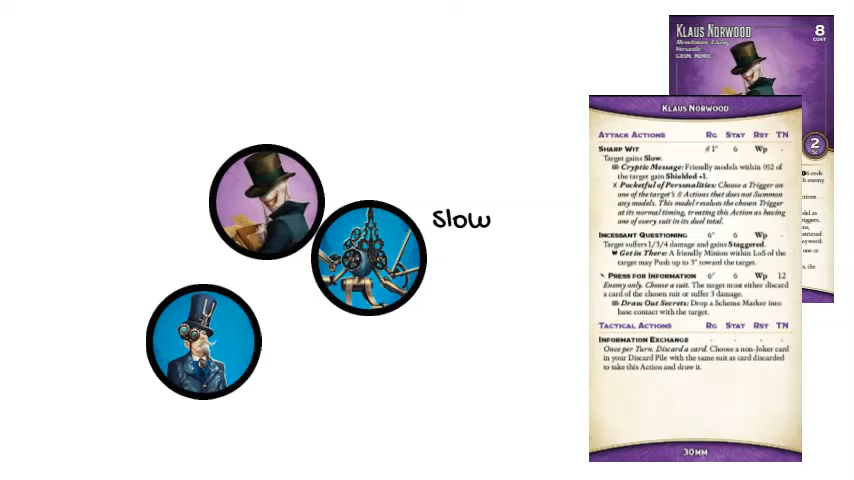 KLAUS NORWOOD
Henchman, Living
Versatile
GRIM, MIMIC
8
COST
2
Slow
KLAUS NORWOOD
ATTACK ACTIONS RG STAT RST TN
SHARP WIT 1" 6 WP -
Target gains Slow.
Cryptic Message: Friendly models within
the target gain Shielded +1.
Pocketful of Personalities: Choose a Trigger on
one of the target's Actions that does not Summon
any models. This model resolves the chosen Trigger
at its normal timing, treating this Action as having
one of every suit in its dual total.
INCESSANT QUESTIONING 6" 6 WP -
Target suffers 1/3/4 damage and gains Staggered.
Get in There: A friendly Minion within LoS of the
target may Push up to 3" toward the target.
PRESS FOR INFORMATION 6" 6 WP 12
Enemy only. Choose a suit. The target must either discard
a card of the chosen suit or suffer 3 damage.
Draw Out Secrets: Drop a Scheme Marker into
base contact with the target.
TACTICAL ACTIONS RG STAT RST TN
INFORMATION EXCHANGE - - - -
Once per Turn. Discard a card. Choose a non-Joker card
in your Discard Pile with the same suit as card discarded
to take this Action and draw it.
30MM